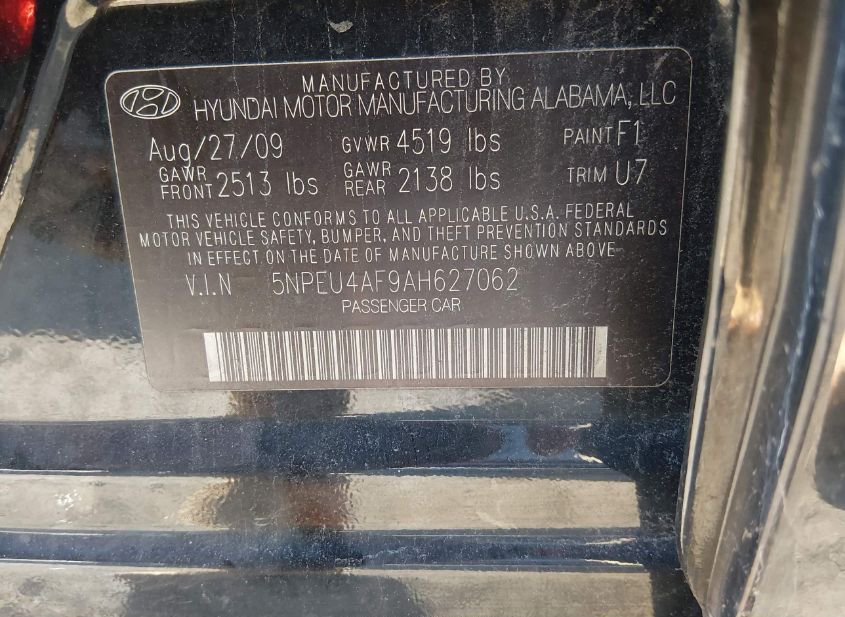 MANUFACTURED BY
HYUNDAI MOTOR MANUFACTURING ALABAMA, LLC
Aug/27/09 GVWR 4519 lbs PAINT F1
GAWR FRONT 2513 lbs GAWR REAR 2138 lbs TRIM U7
THIS VEHICLE CONFORMS TO ALL APPLICABLE U.S.A. FEDERAL
MOTOR VEHICLE SAFETY, BUMPER, AND THEFT PREVENTION STANDARDS
IN EFFECT ON THE DATE OF MANUFACTURE SHOWN ABOVE
V.I.N 5NPEU4AF9AH627062
PASSENGER CAR